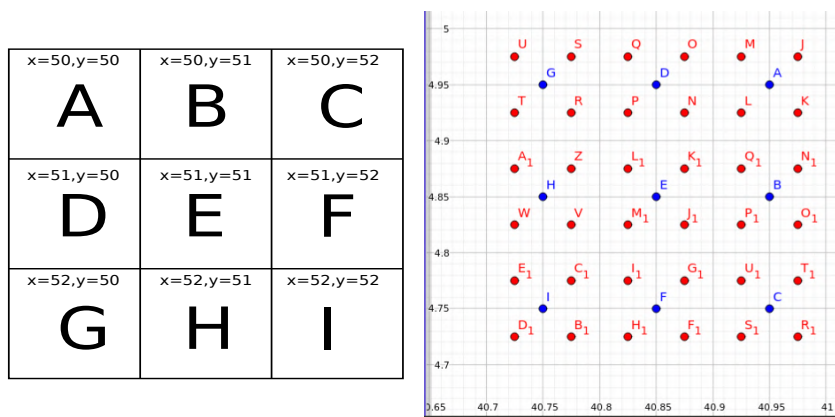 x=50,y=50 x=50,y=51 x=50,y=52
A B C
x=51,y=50 x=51,y=51 x=51,y=52
D E F
x=52,y=50 x=52,y=51 x=52,y=52
G H I
5
U S Q O M J
G D A
4.95
T R P N L K
4.9
A₁ Z L₁ K₁ Q₁ N₁
H E B
4.85
W V M₁ J₁ P₁ O₁
4.8
E₁ C₁ I₁ G₁ U₁ T₁
I F C
4.75
D₁ B₁ H₁ F₁ S₁ R₁
4.7
0.65 40.7 40.75 40.8 40.85 40.9 40.95 41